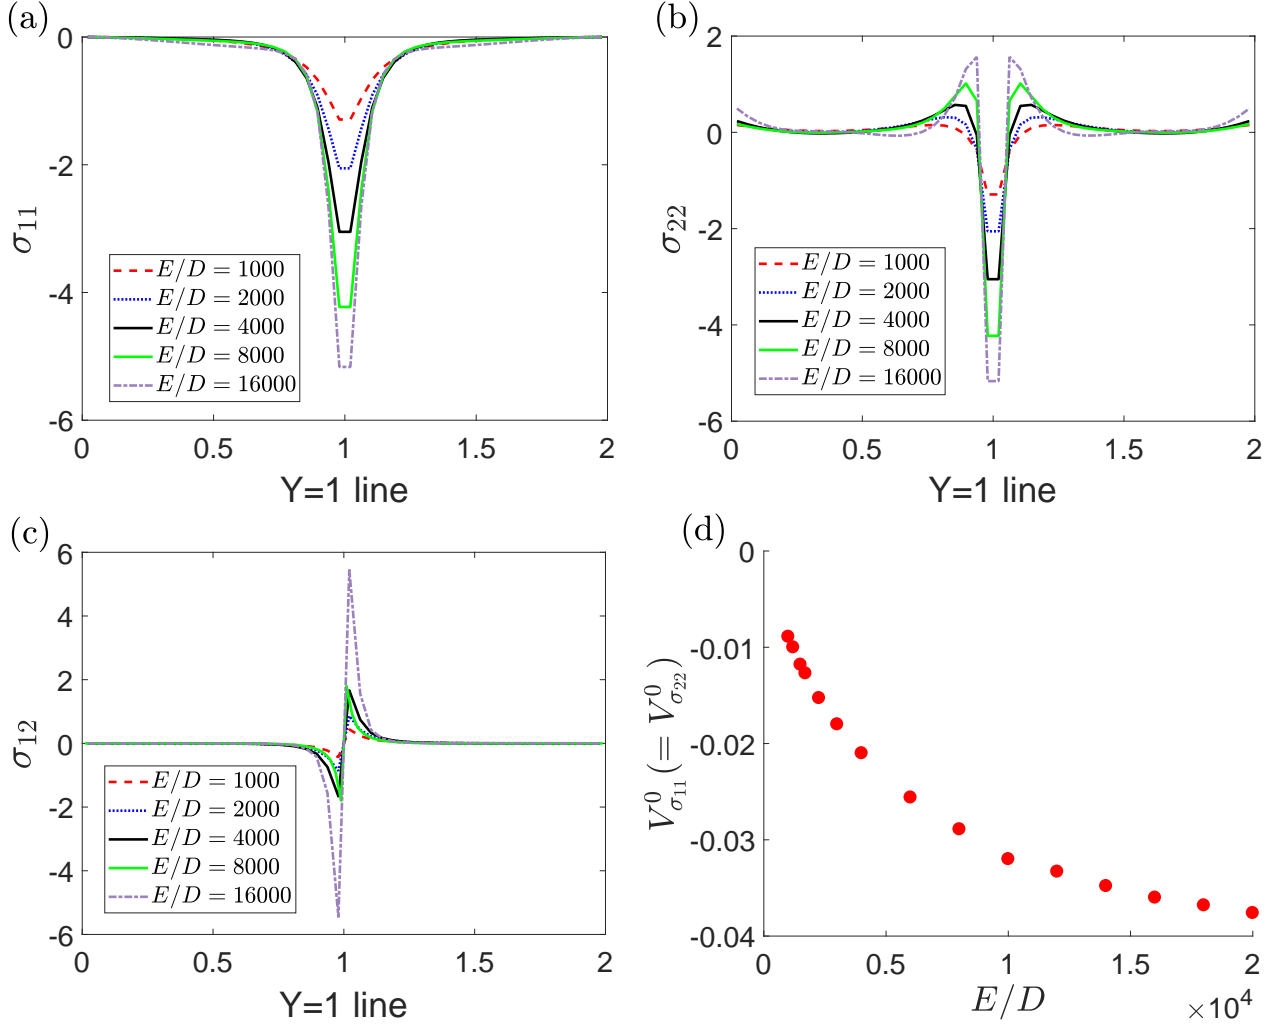 (a)
0
-2
-4
-6
σ11
E/D = 1000
E/D = 2000
E/D = 4000
E/D = 8000
E/D = 16000
0 0.5 1 1.5 2
Y=1 line
(b)
2
0
-2
-4
-6
σ22
E/D = 1000
E/D = 2000
E/D = 4000
E/D = 8000
E/D = 16000
0 0.5 1 1.5 2
Y=1 line
(c)
6
4
2
0
-2
-4
-6
σ12
E/D = 1000
E/D = 2000
E/D = 4000
E/D = 8000
E/D = 16000
0 0.5 1 1.5 2
Y=1 line
(d)
0
-0.01
-0.02
-0.03
-0.04
V⁰σ11(= V⁰σ22)
0 0.5 1 1.5 2
E/D
×10⁴